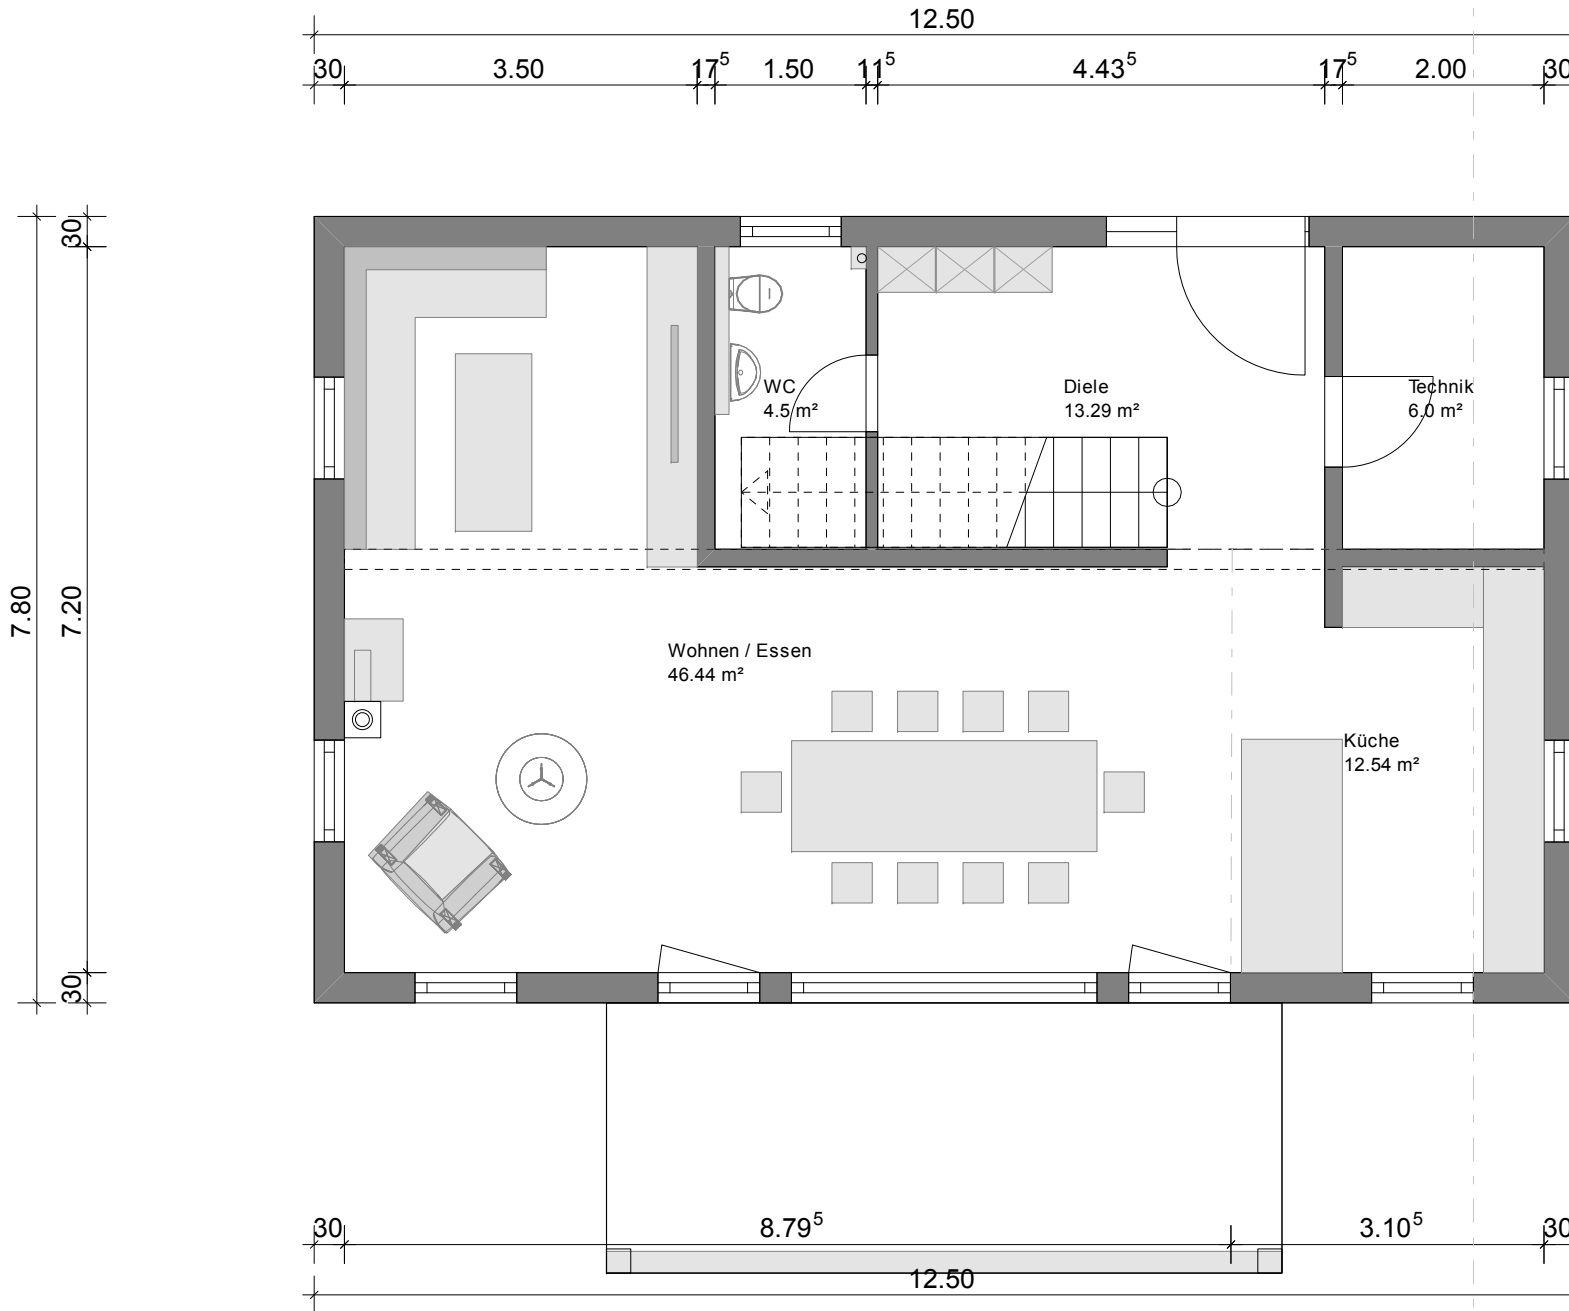 12.50
30 3.50 17⁵ 1.50 11⁵ 4.43⁵ 17⁵ 2.00 30
30
WC
4.5 m²
Diele
13.29 m²
Technik
6.0 m²
7.80
7.20
Wohnen / Essen
46.44 m²
Küche
12.54 m²
30
30 8.79⁵ 3.10⁵ 30
12.50